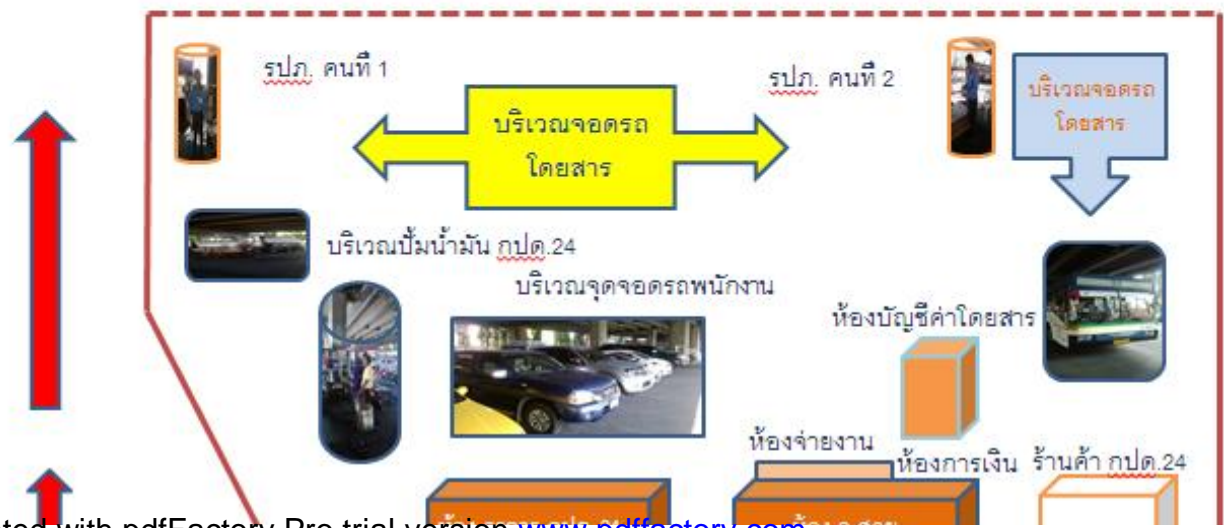 รปภ. คนที่ 1
รปภ. คนที่ 2
บริเวณจอดรถ
โดยสาร
บริเวณจอดรถ
โดยสาร
บริเวณปั้มน้ำมัน กปด.24
บริเวณจุดจอดรถพนักงาน
ห้องบัญชีค่าโดยสาร
ห้องจ่ายงาน
ห้องการเงิน
ร้านค้า กปด.24
ted with pdfFactory Pro trial version www.pdffactory.com